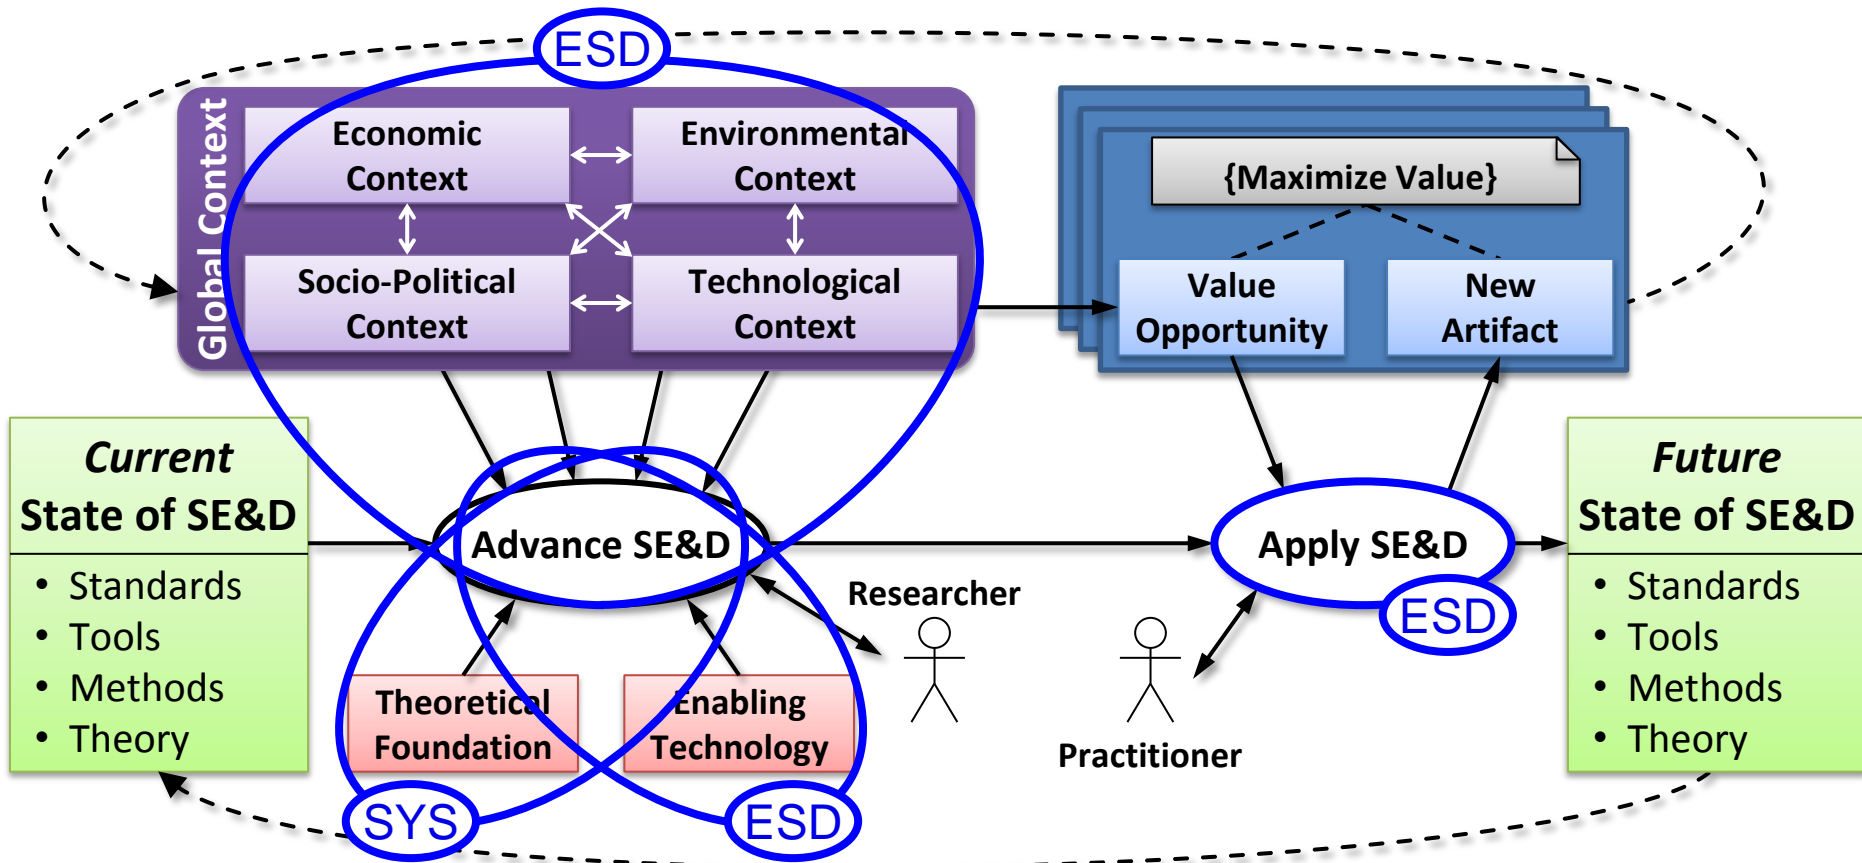 ESD
Global Context
Economic
Context
Environmental
Context
Socio-Political
Context
Technological
Context
{Maximize Value}
Value
Opportunity
New
Artifact
Current
State of SE&D
• Standards
• Tools
• Methods
• Theory
Advance SE&D
Researcher
Theoretical
Foundation
Enabling
Technology
SYS
ESD
Apply SE&D
ESD
Practitioner
Future
State of SE&D
• Standards
• Tools
• Methods
• Theory